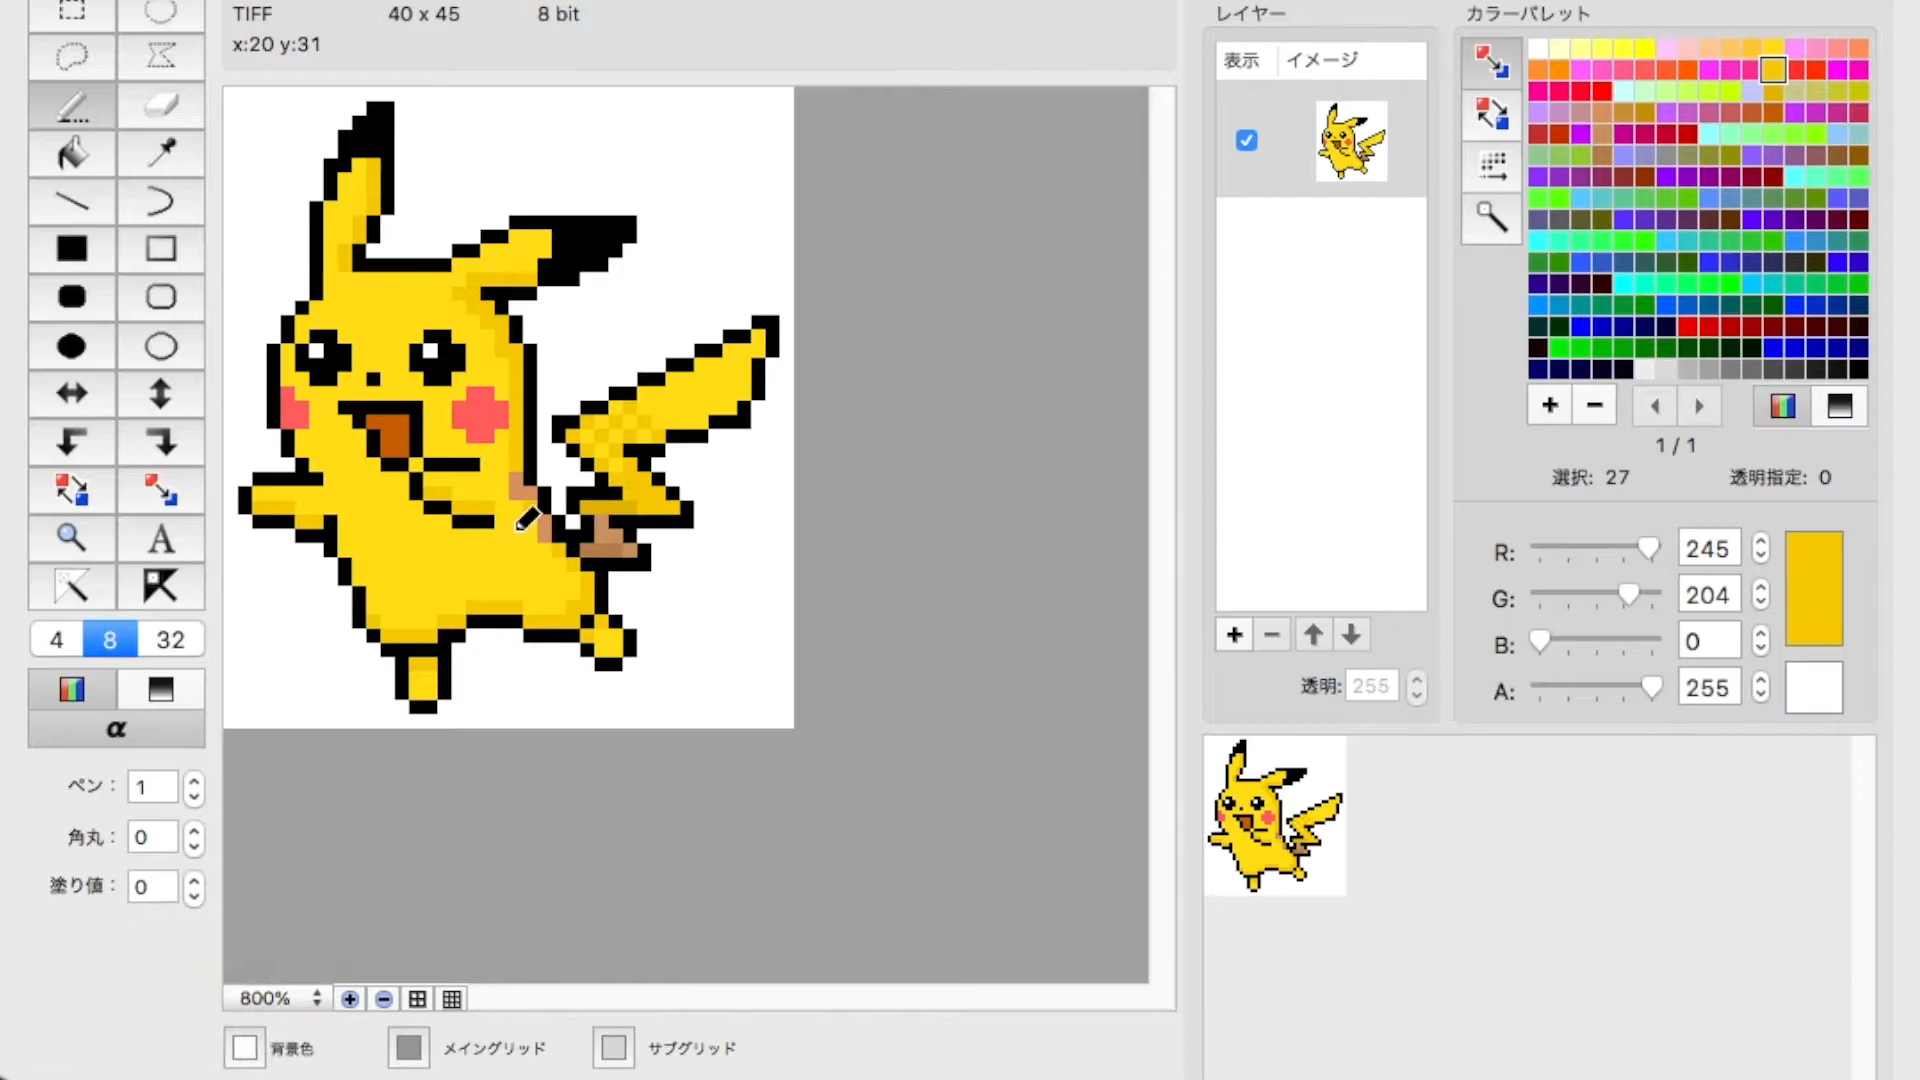 TIFF 40 x 45 8 bit
x:20 y:31
レイヤー
表示 イメージ
透明: 255
カラーパレット
1 / 1
選択: 27 透明指定: 0
R: 245
G: 204
B: 0
A: 255
A
4 8 32
α
ペン: 1
角丸: 0
塗り値: 0
800%
背景色 メイングリッド サブグリッド